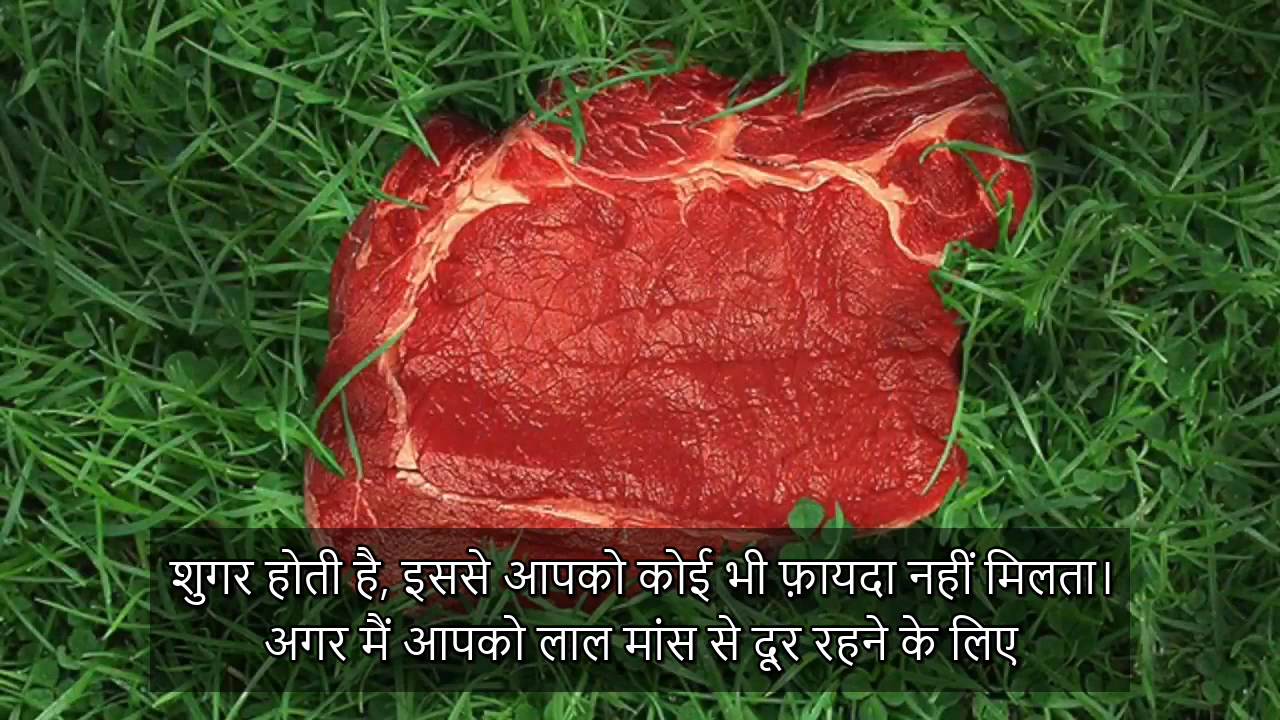 शुगर होती है, इससे आपको कोई भी फ़ायदा नहीं मिलता।
अगर मैं आपको लाल मांस से दूर रहने के लिए